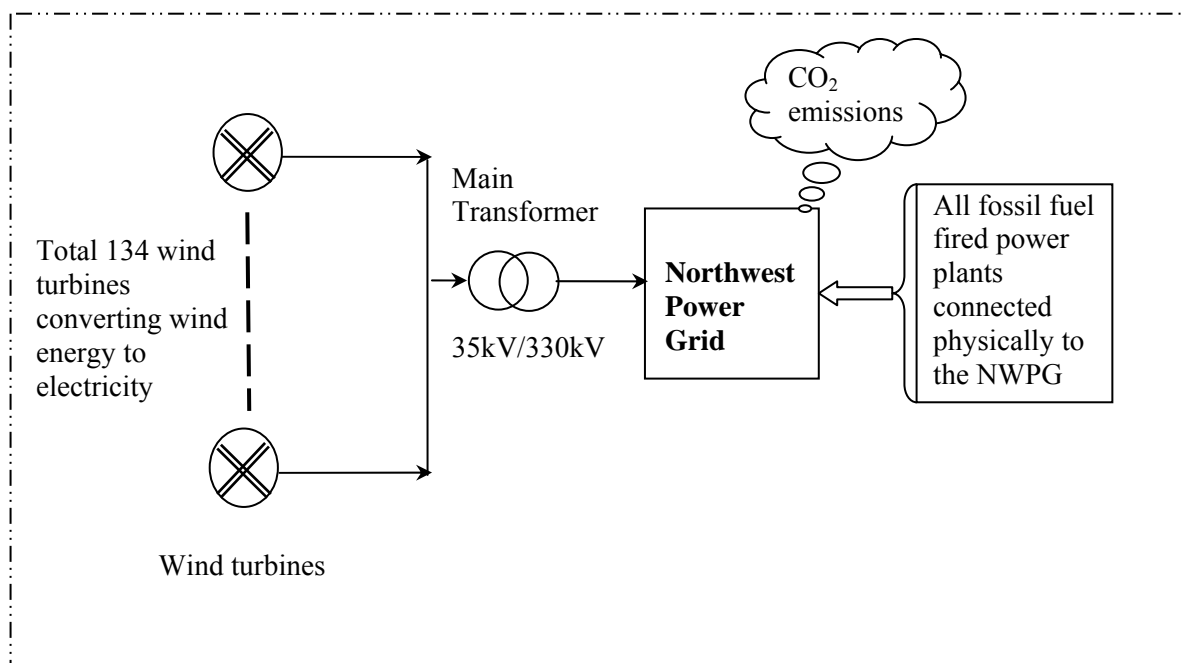 CO₂
emissions
Main
Transformer
Total 134 wind
turbines
converting wind
energy to
electricity
35kV/330kV
Northwest
Power
Grid
All fossil fuel
fired power
plants
connected
physically to
the NWPG
Wind turbines